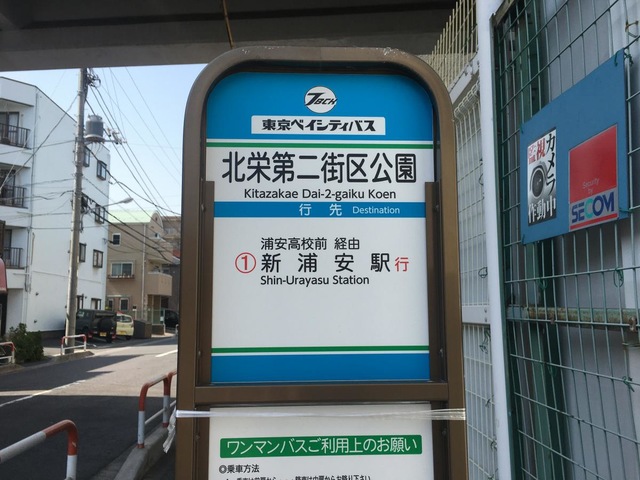 TBCH
東京ベイシティバス
北栄第二街区公園
Kitazakae Dai-2-gaiku Koen
行先 Destination
浦安高校前 経由
① 新浦安駅行
Shin-Urayasu Station
ワンマンバスご利用上のお願い
◎乗車方法
カメラ
作動中
Security
SECOM